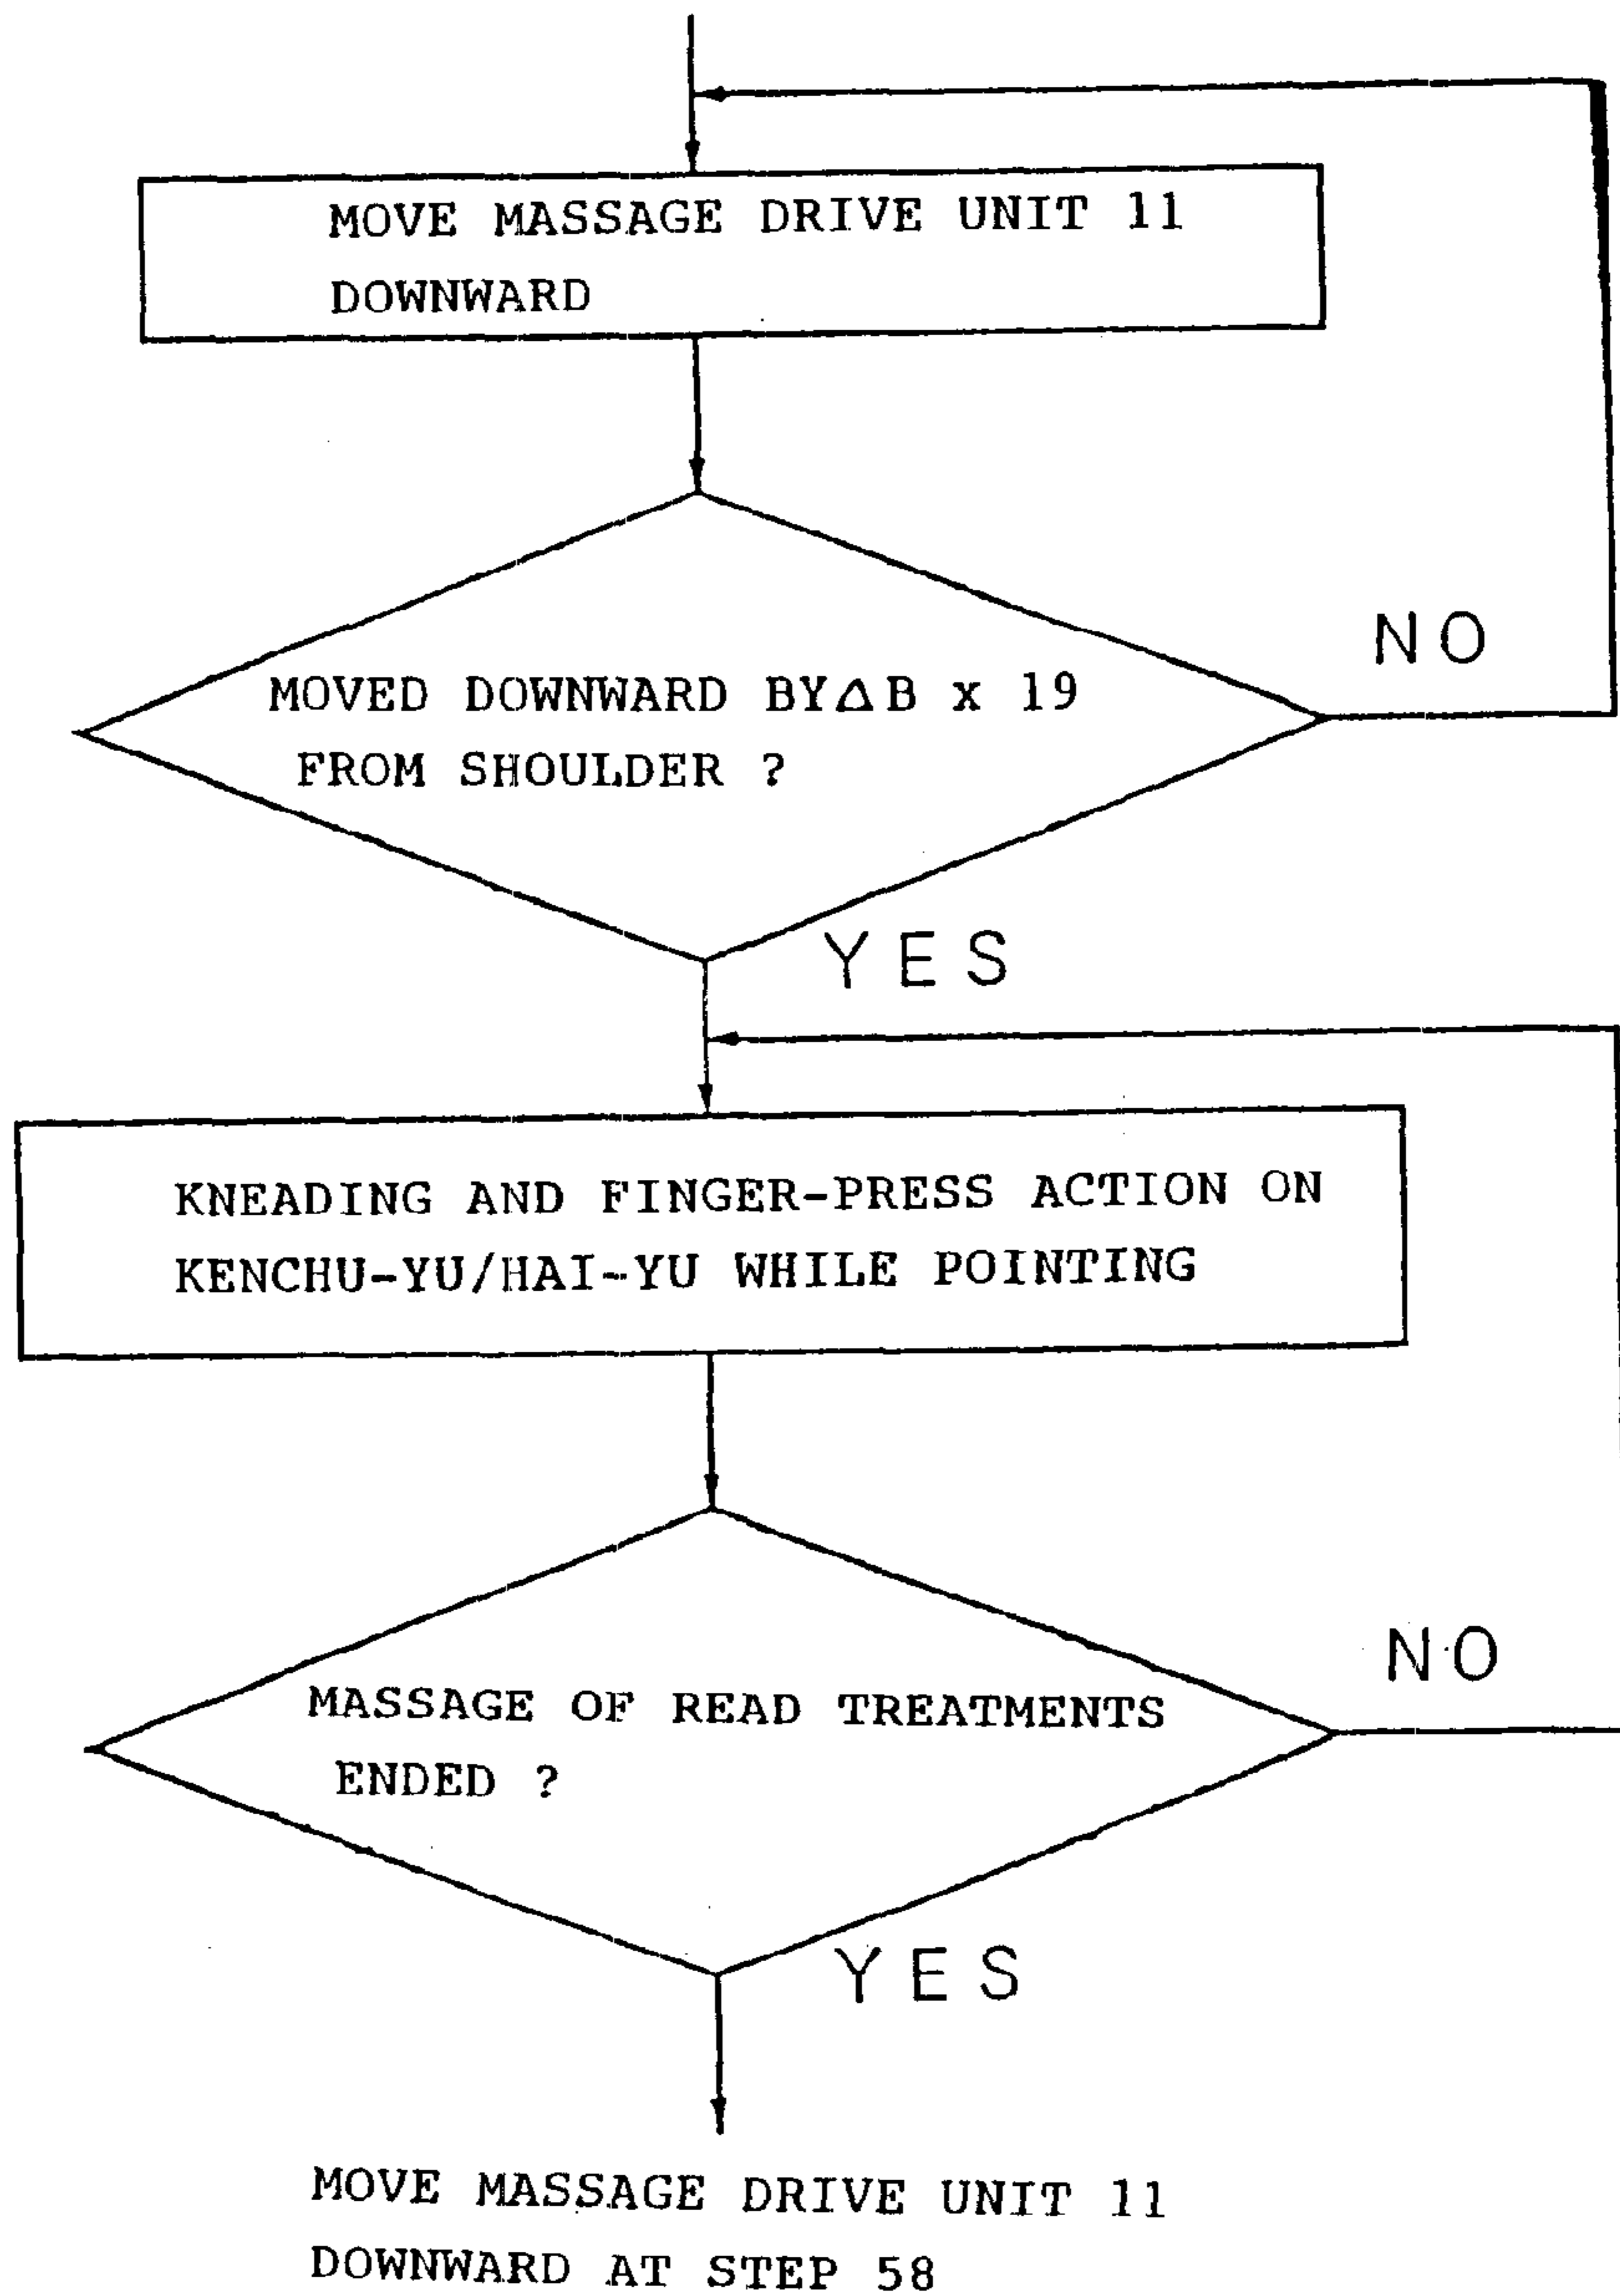 MOVE MASSAGE DRIVE UNIT 11
DOWNWARD
NO
MOVED DOWNWARD BY△B x 19
FROM SHOULDER ?
YES
KNEADING AND FINGER-PRESS ACTION ON
KENCHU-YU/HAI-YU WHILE POINTING
NO
MASSAGE OF READ TREATMENTS
ENDED ?
YES
MOVE MASSAGE DRIVE UNIT 11
DOWNWARD AT STEP 58